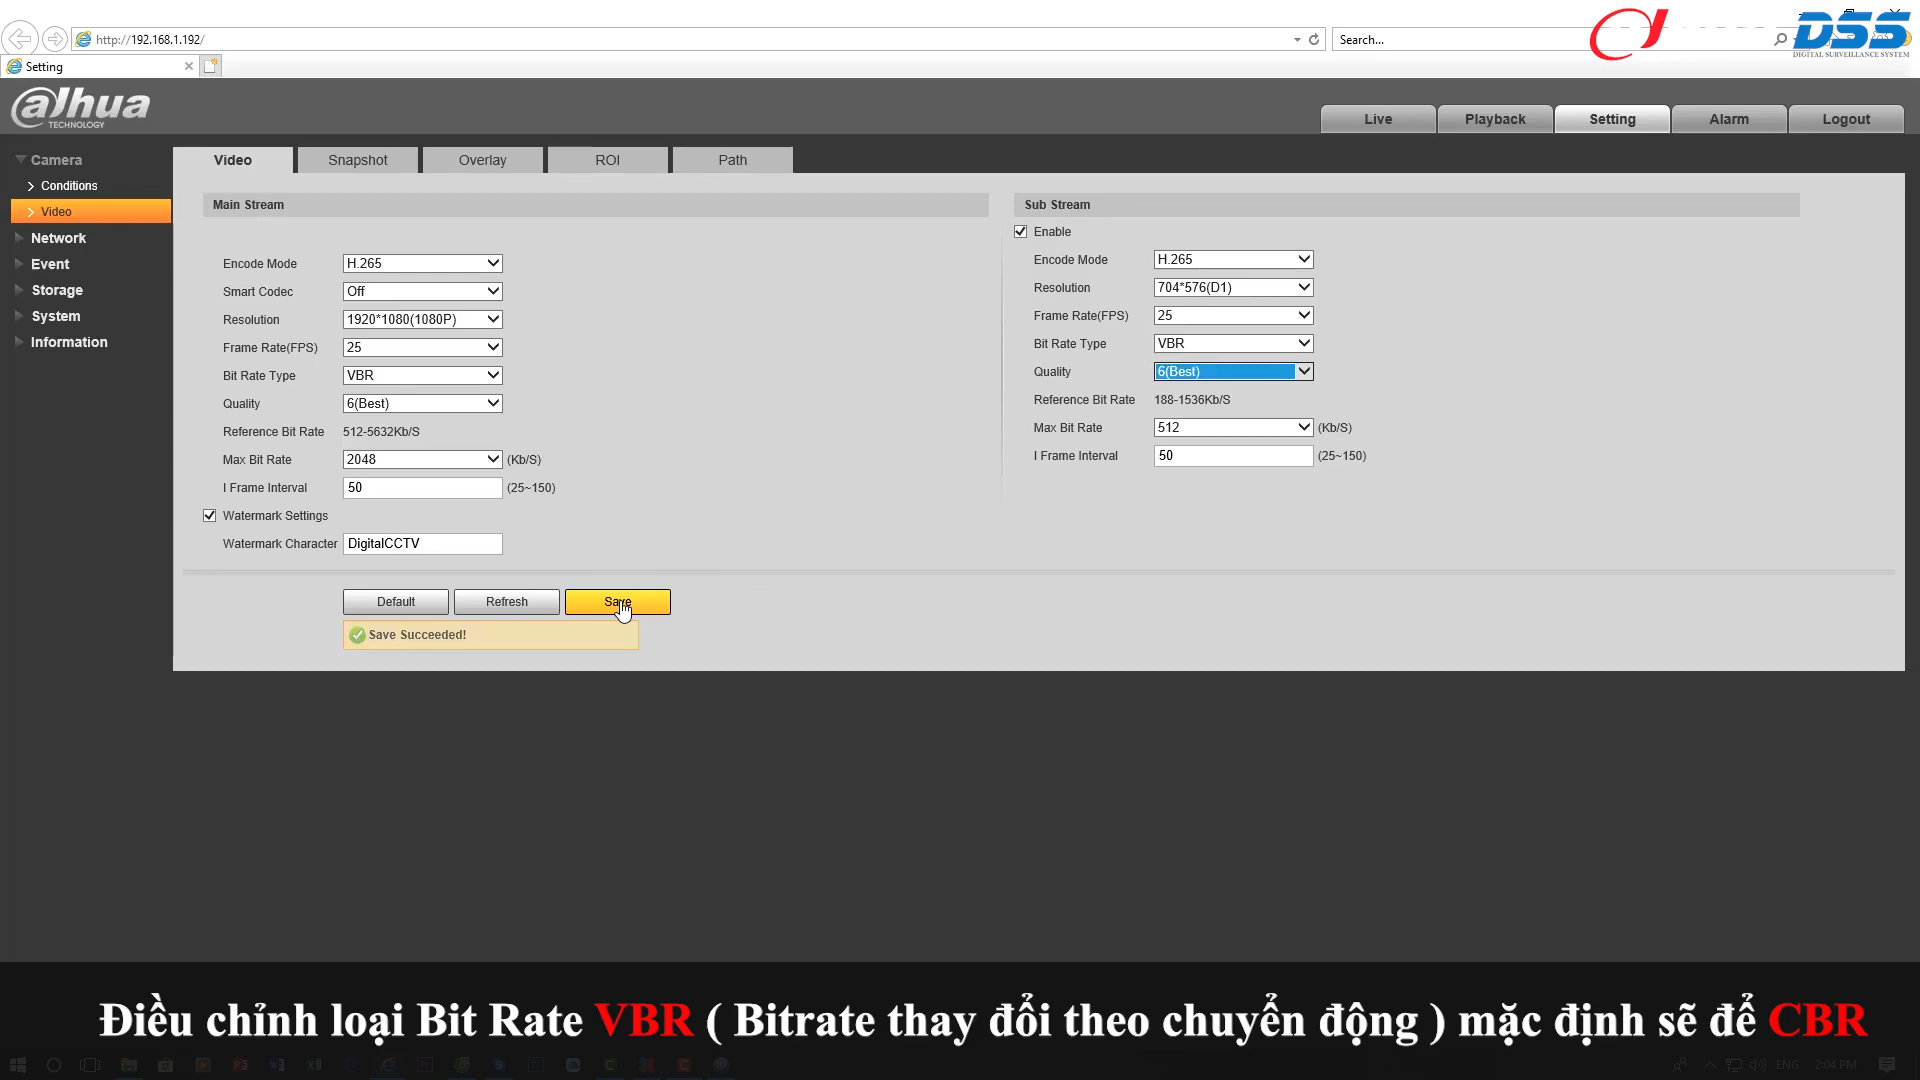 http://192.168.1.192/
Search...
DSS
DIGITAL SURVEILLANCE SYSTEM
Setting
alhua
TECHNOLOGY
Live
Playback
Setting
Alarm
Logout
Camera
Conditions
Video
Network
Event
Storage
System
Information
Video
Snapshot
Overlay
ROI
Path
Main Stream
Encode Mode H.265
Smart Codec Off
Resolution 1920*1080(1080P)
Frame Rate(FPS) 25
Bit Rate Type VBR
Quality 6(Best)
Reference Bit Rate 512-5632Kb/S
Max Bit Rate 2048 (Kb/S)
I Frame Interval 50 (25~150)
Watermark Settings
Watermark Character DigitalCCTV
Sub Stream
Enable
Encode Mode H.265
Resolution 704*576(D1)
Frame Rate(FPS) 25
Bit Rate Type VBR
Quality 6(Best)
Reference Bit Rate 188-1536Kb/S
Max Bit Rate 512 (Kb/S)
I Frame Interval 50 (25~150)
Default
Refresh
Save
Save Succeeded!
Điều chỉnh loại Bit Rate VBR ( Bitrate thay đổi theo chuyển động ) mặc định sẽ để CBR
ENG
2:04 PM